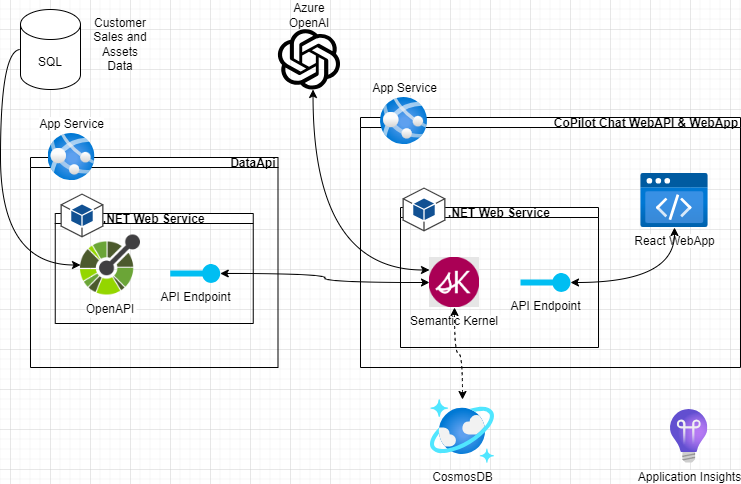 Customer
Sales and
Assets
Data
SQL
Azure
OpenAI
App Service
App Service
CoPilot Chat WebAPI & WebApp
DataApi
.NET Web Service
.NET Web Service
React WebApp
OpenAPI
API Endpoint
SK
Semantic Kernel
API Endpoint
CosmosDB
Application Insights